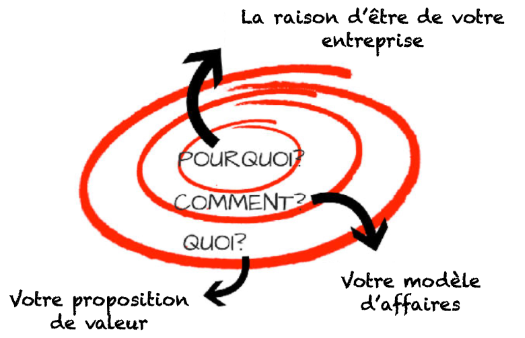 La raison d'être de votre
entreprise
POURQUOI?
COMMENT?
QUOI?
Votre modèle
d'affaires
Votre proposition
de valeur